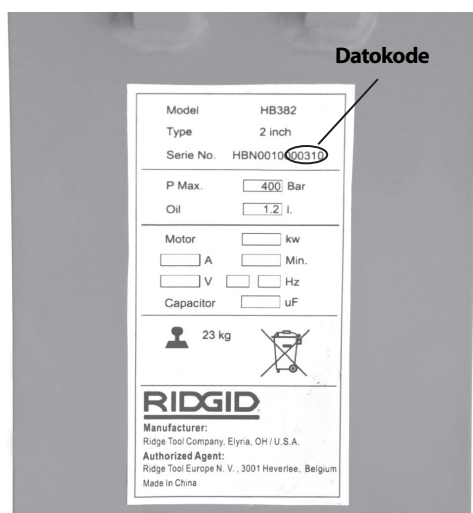 Datokode
Model HB382
Type 2 inch
Serie No. HBN0010000310
P Max. 400 Bar
Oil 1.2 l.
Motor kw
A Min.
V Hz
Capacitor uF
23 kg
RIDGID
Manufacturer:
Ridge Tool Company, Elyria, OH / U.S.A.
Authorized Agent:
Ridge Tool Europe N. V. , 3001 Heverlee, Belgium
Made In China